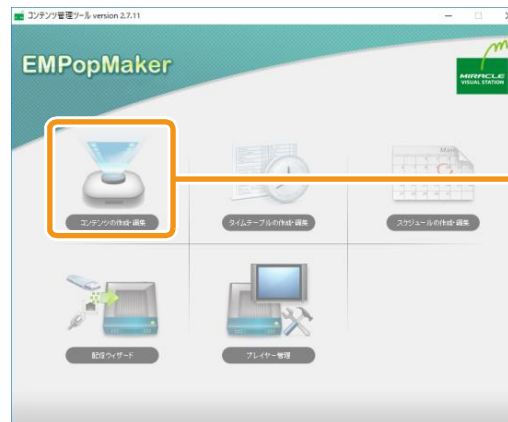 コンテンツ管理ツール version 2.7.11
EMPopMaker
MIRACLE
VISUAL STATION
コンテンツの作成・編集
タイムテーブルの作成・編集
スケジュールの作成・編集
配信ウィザード
プレイヤー管理